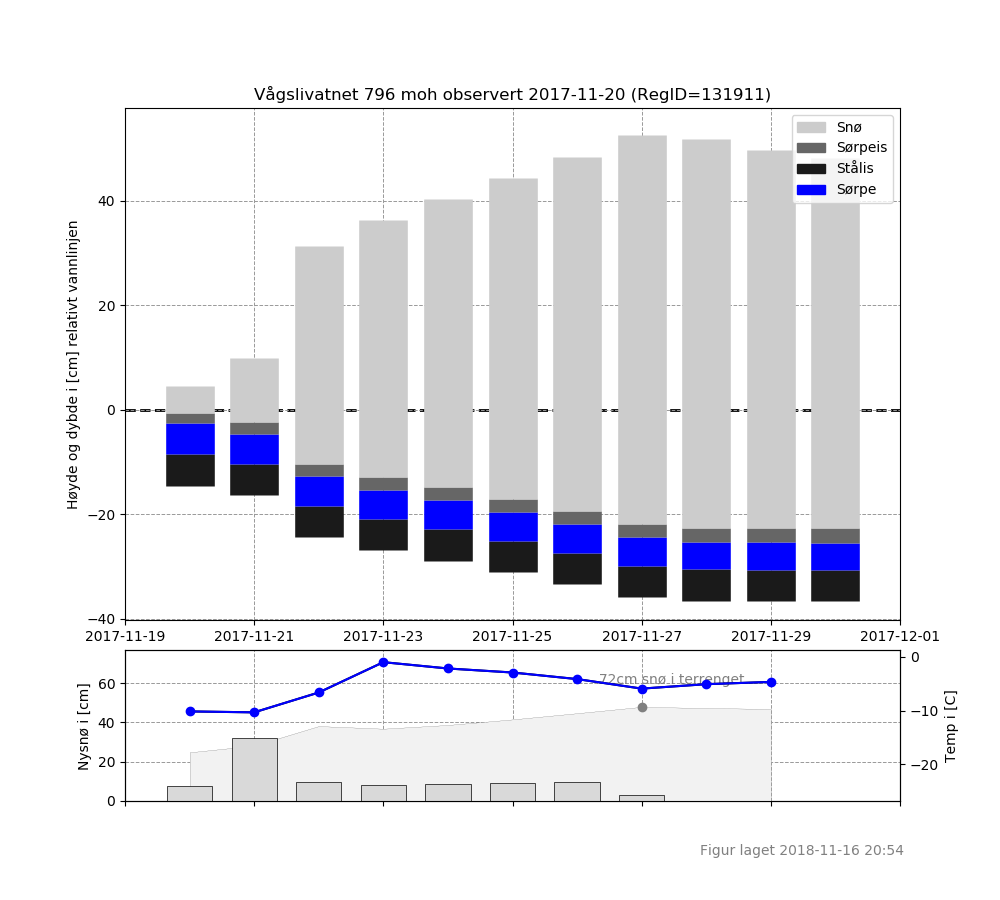 Vågslivatnet 796 moh observert 2017-11-20 (RegID=131911)
Snø
Sørpeis
Stålis
Sørpe
Høyde og dybde i [cm] relativt vannlinjen
40
20
0
−20
−40
2017-11-19 2017-11-21 2017-11-23 2017-11-25 2017-11-27 2017-11-29 2017-12-01
72cm snø i terrenget
Nysnø i [cm]
60
40
20
0
Temp i [C]
0
−10
−20
Figur laget 2018-11-16 20:54